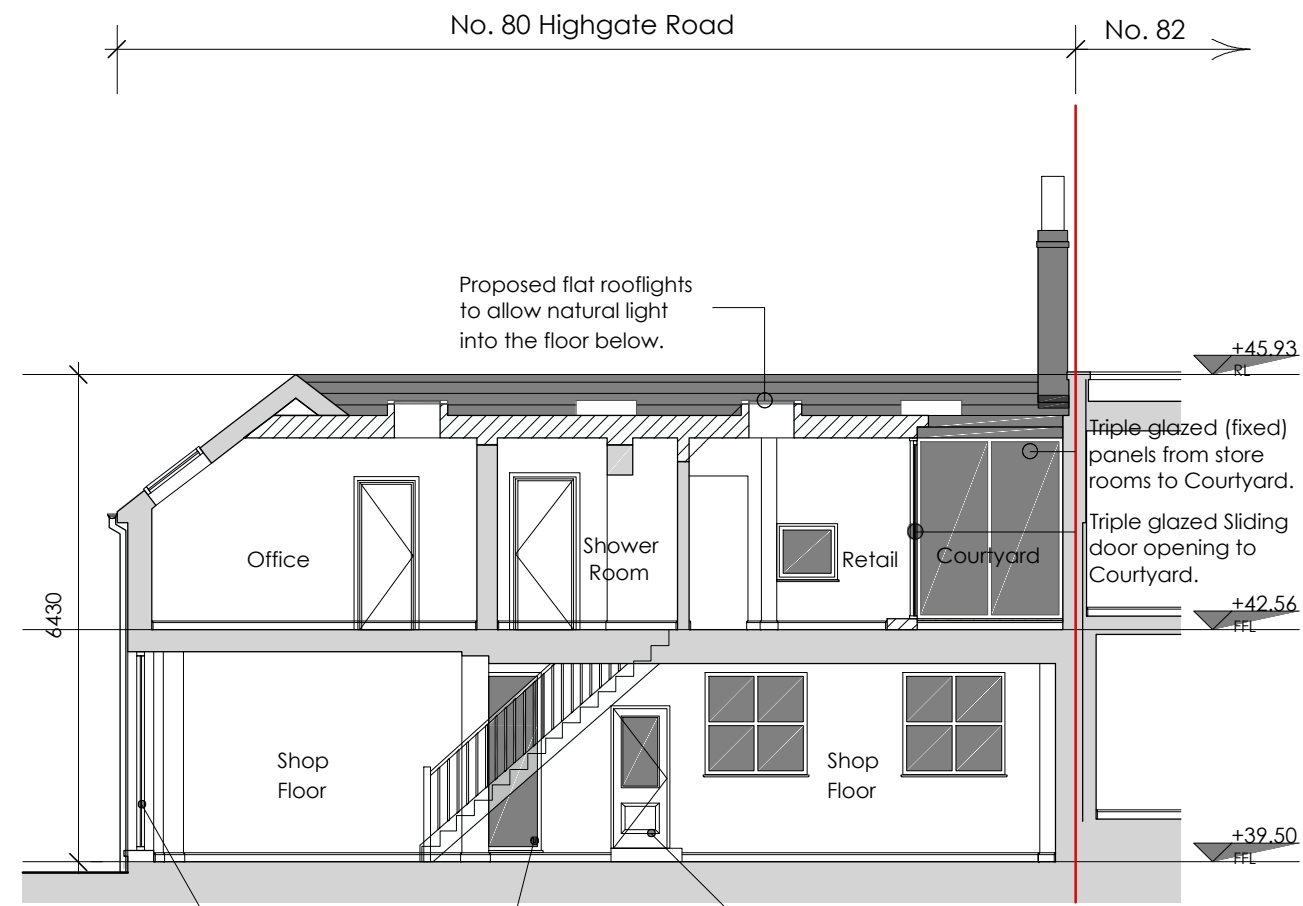 No. 80 Highgate Road
No. 82
Proposed flat rooflights
to allow natural light
into the floor below.
+45.93
RL
Triple glazed (fixed)
panels from store
rooms to Courtyard.
Triple glazed Sliding
door opening to
Courtyard.
Office
Shower
Room
Retail
Courtyard
+42.56
FFL
6430
Shop
Floor
Shop
Floor
+39.50
FFL